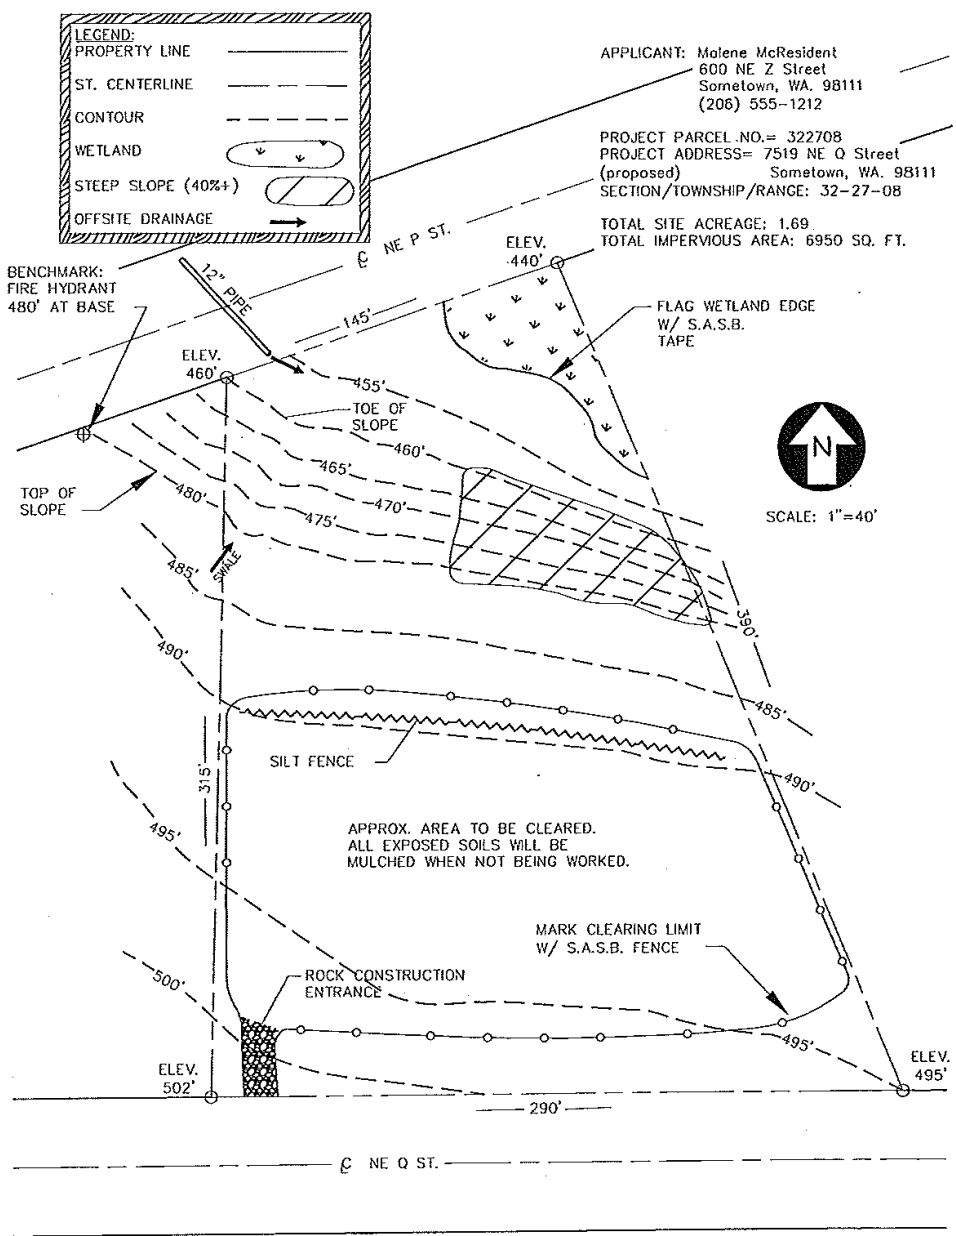 LEGEND:
PROPERTY LINE
ST. CENTERLINE
CONTOUR
WETLAND
STEEP SLOPE (40%+)
OFFSITE DRAINAGE
APPLICANT: Malene McResident
600 NE Z Street
Sometown, WA. 98111
(206) 555-1212
PROJECT PARCEL NO.= 322708
PROJECT ADDRESS= 7519 NE Q Street
(proposed) Sometown, WA. 98111
SECTION/TOWNSHIP/RANGE: 32-27-08
TOTAL SITE ACREAGE: 1.69
TOTAL IMPERVIOUS AREA: 6950 SQ. FT.
℄ NE P ST.
ELEV.
440'
BENCHMARK:
FIRE HYDRANT
480' AT BASE
12" PIPE
145'
FLAG WETLAND EDGE
W/ S.A.S.B.
TAPE
ELEV.
460'
455'
TOE OF
SLOPE
460'
465'
470'
475'
480'
TOP OF
SLOPE
N
SCALE: 1"=40'
SWALE
485'
390'
490'
485'
SILT FENCE
315'
490'
495'
APPROX. AREA TO BE CLEARED.
ALL EXPOSED SOILS WILL BE
MULCHED WHEN NOT BEING WORKED.
MARK CLEARING LIMIT
W/ S.A.S.B. FENCE
500'
ROCK CONSTRUCTION
ENTRANCE
495'
ELEV.
502'
ELEV.
495'
290'
℄ NE Q ST.